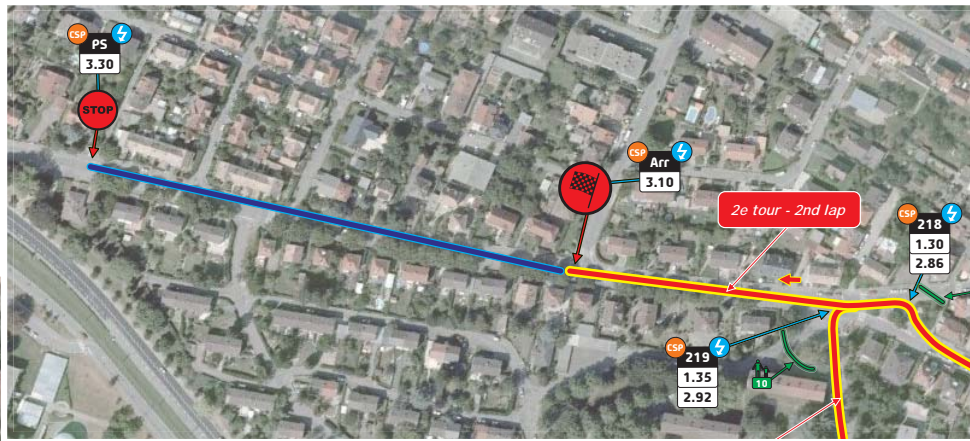 CSP
PS
3.30
STOP
CSP
Arr
3.10
2e tour - 2nd lap
CSP
218
1.30
2.86
CSP
219
1.35
2.92
10